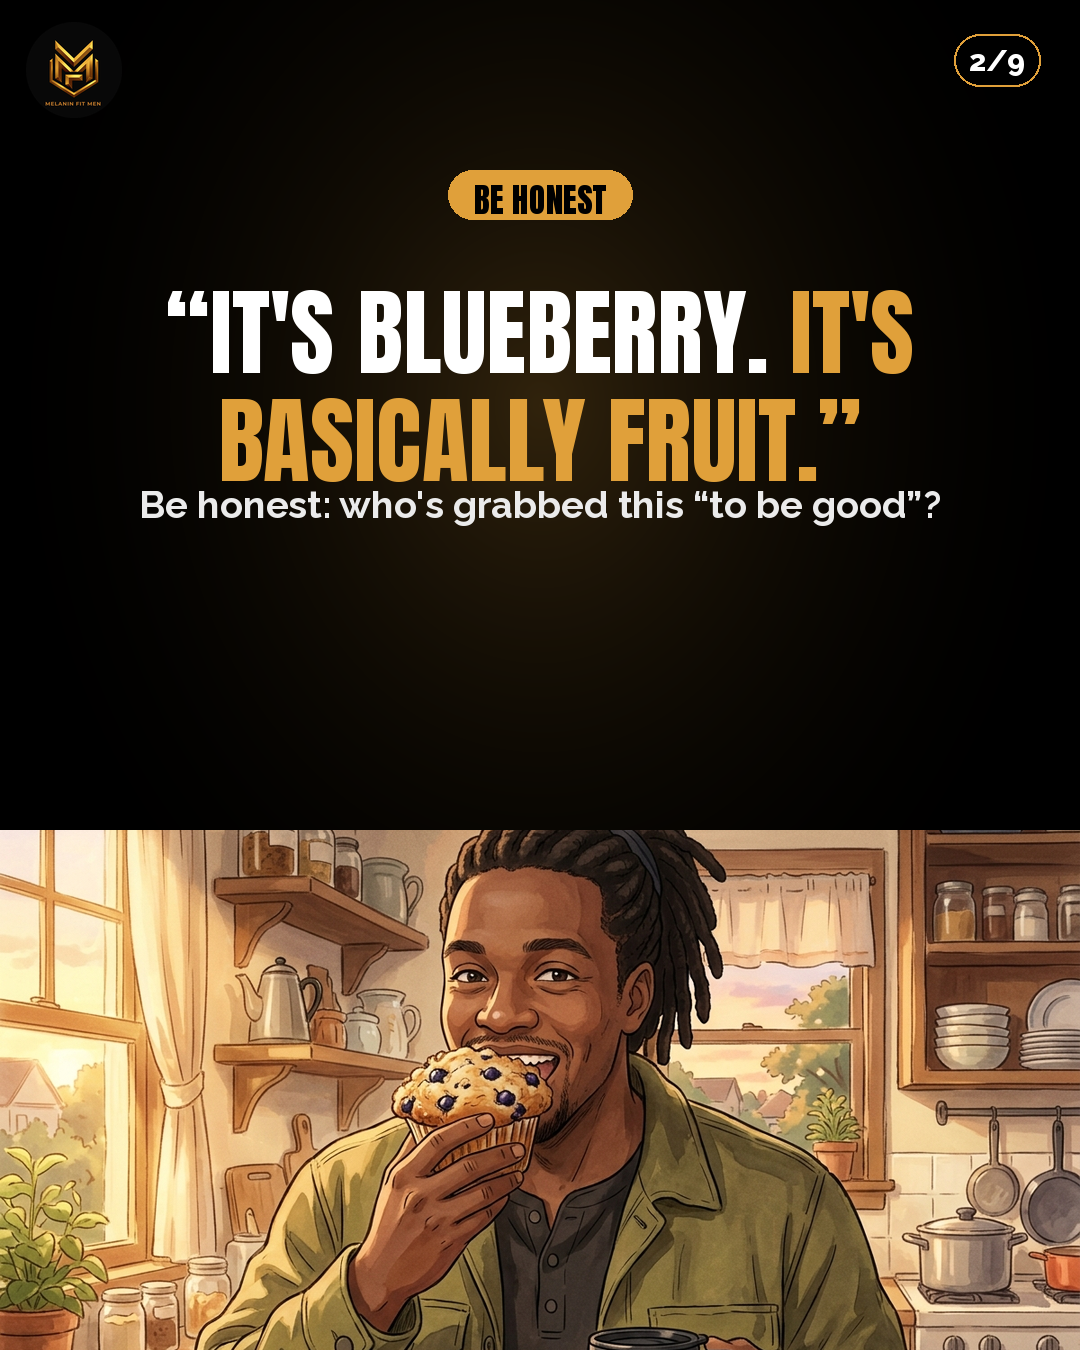 MELANIN FIT MEN
2/9
BE HONEST
“IT'S BLUEBERRY. IT'S
BASICALLY FRUIT.”
Be honest: who's grabbed this “to be good”?